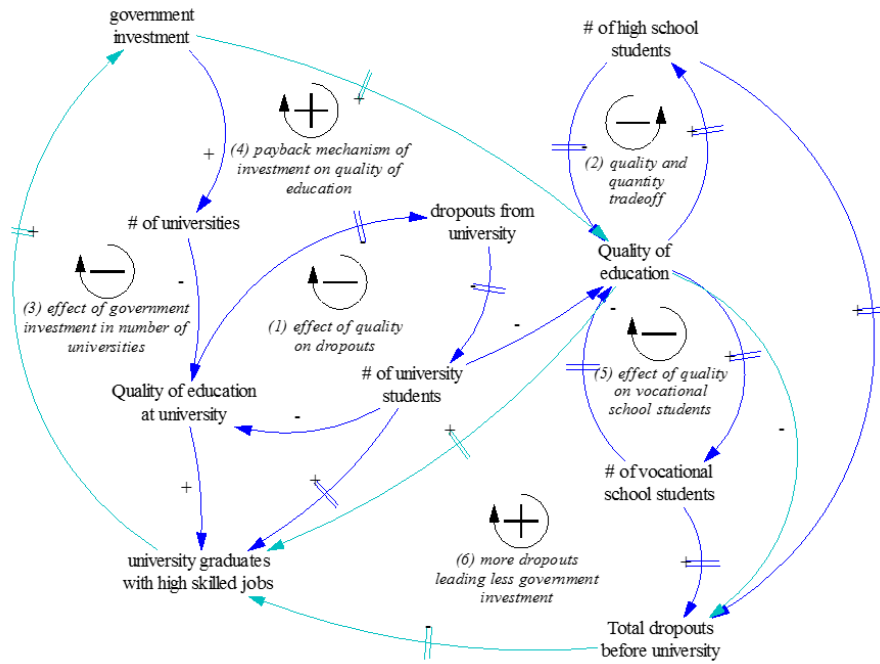 government
investment
# of high school
students
(4) payback mechanism of
investment on quality of
education
(2) quality and
quantity
tradeoff
# of universities
dropouts from
university
Quality of
education
(3) effect of government
investment in number of
universities
(1) effect of quality
on dropouts
(5) effect of quality
on vocational
school students
Quality of education
at university
# of university
students
# of vocational
school students
university graduates
with high skilled jobs
(6) more dropouts
leading less government
investment
Total dropouts
before university